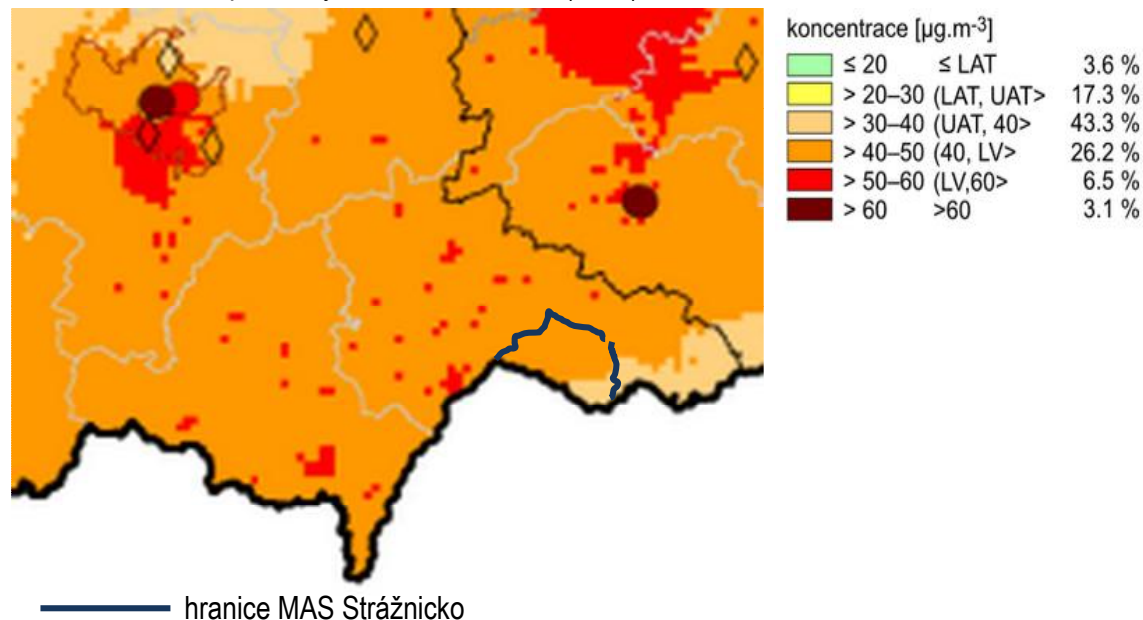 koncentrace [µg.m-3]
≤ 20 ≤ LAT 3.6 %
> 20–30 (LAT, UAT> 17.3 %
> 30–40 (UAT, 40> 43.3 %
> 40–50 (40, LV> 26.2 %
> 50–60 (LV,60> 6.5 %
> 60 >60 3.1 %
hranice MAS Strážnicko